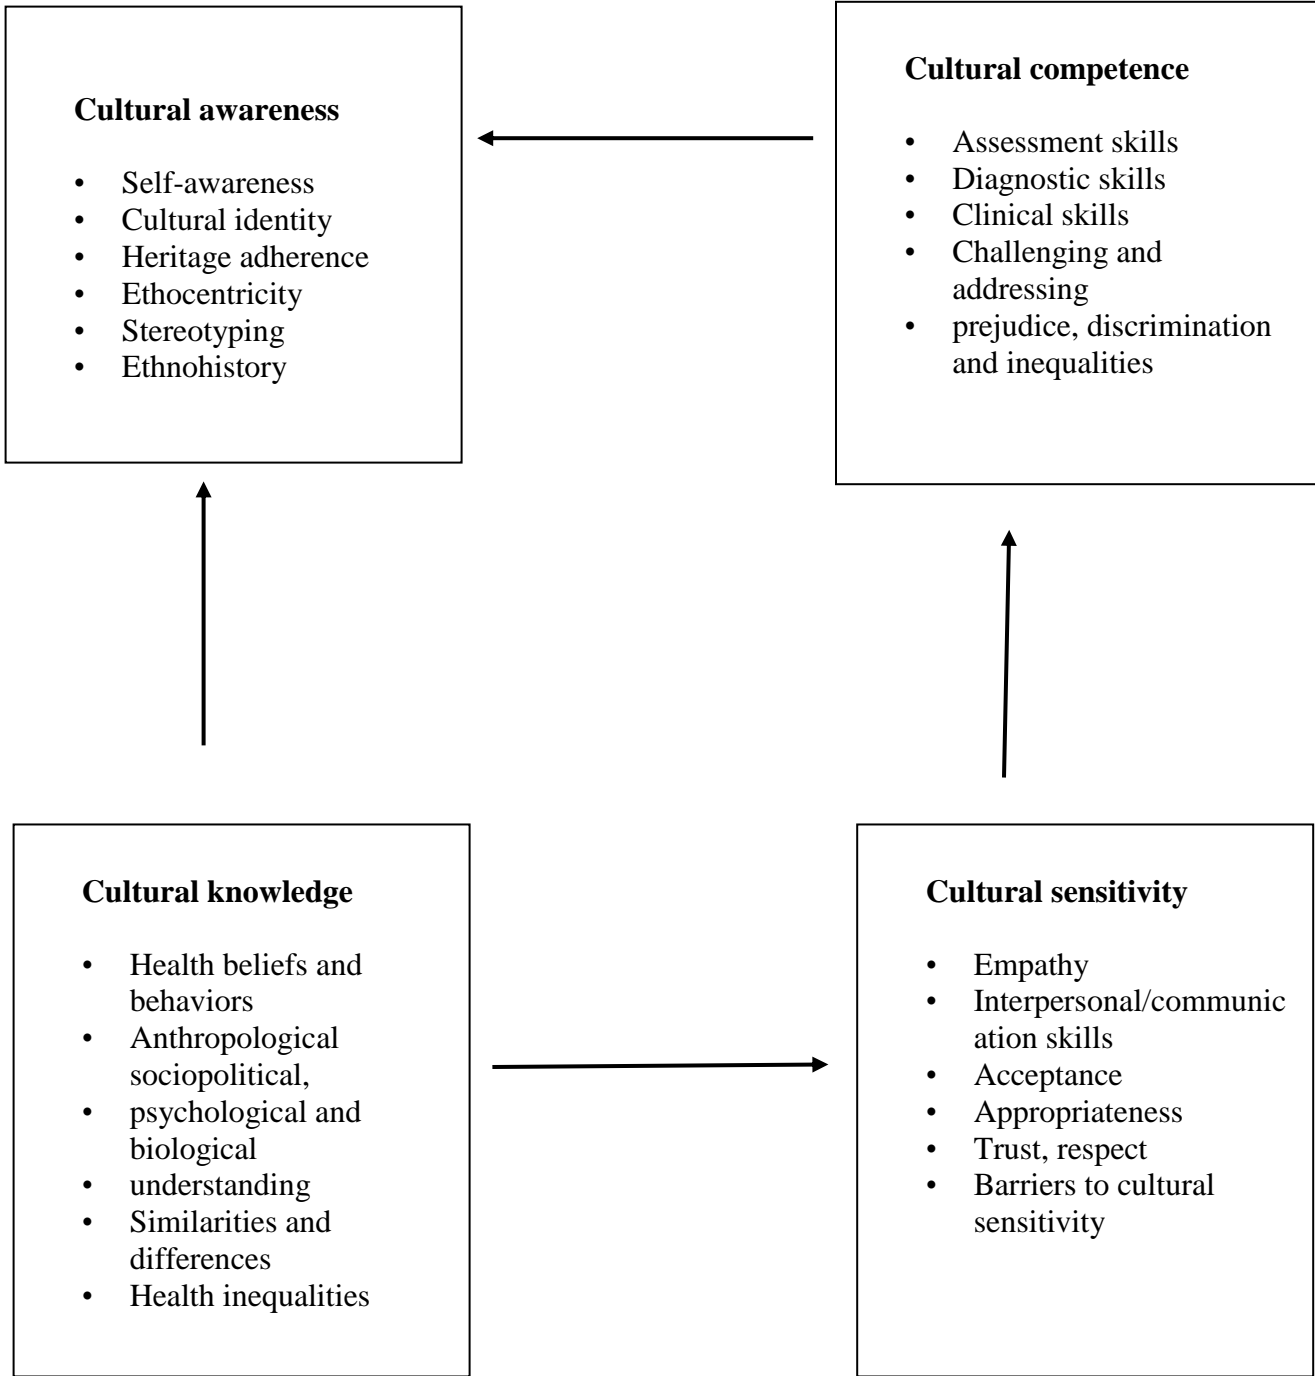 Cultural awareness
• Self-awareness
• Cultural identity
• Heritage adherence
• Ethocentricity
• Stereotyping
• Ethnohistory
Cultural competence
• Assessment skills
• Diagnostic skills
• Clinical skills
• Challenging and
addressing
• prejudice, discrimination
and inequalities
Cultural knowledge
• Health beliefs and
behaviors
• Anthropological
sociopolitical,
• psychological and
biological
• understanding
• Similarities and
differences
• Health inequalities
Cultural sensitivity
• Empathy
• Interpersonal/communic
ation skills
• Acceptance
• Appropriateness
• Trust, respect
• Barriers to cultural
sensitivity